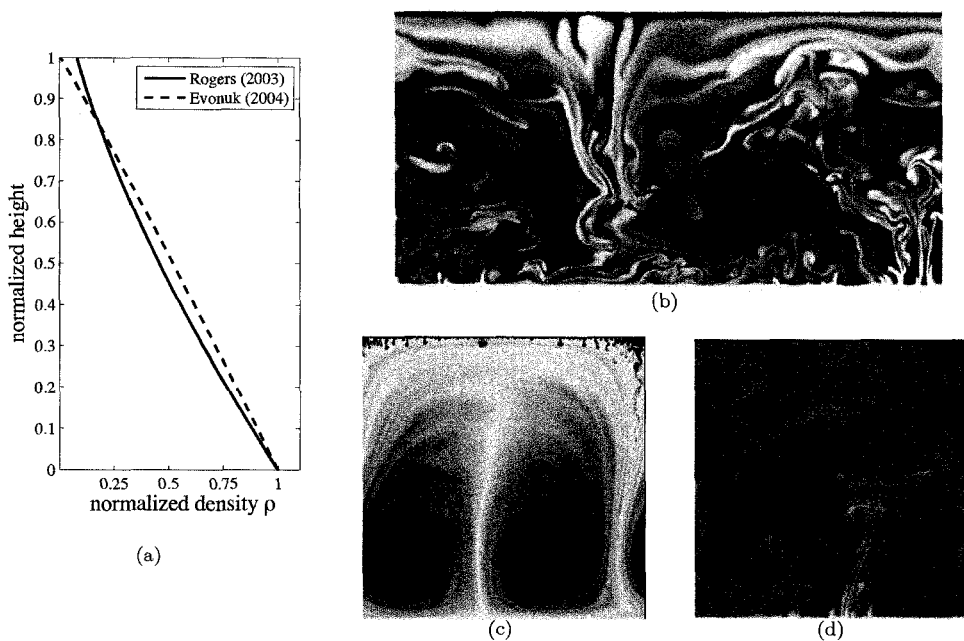 1
0.9
0.8
0.7
0.6
0.5
0.4
0.3
0.2
0.1
0
normalized height
Rogers (2003)
Evonuk (2004)
0.25 0.5 0.75 1
normalized density ρ
(a)
(b)
(c)
(d)